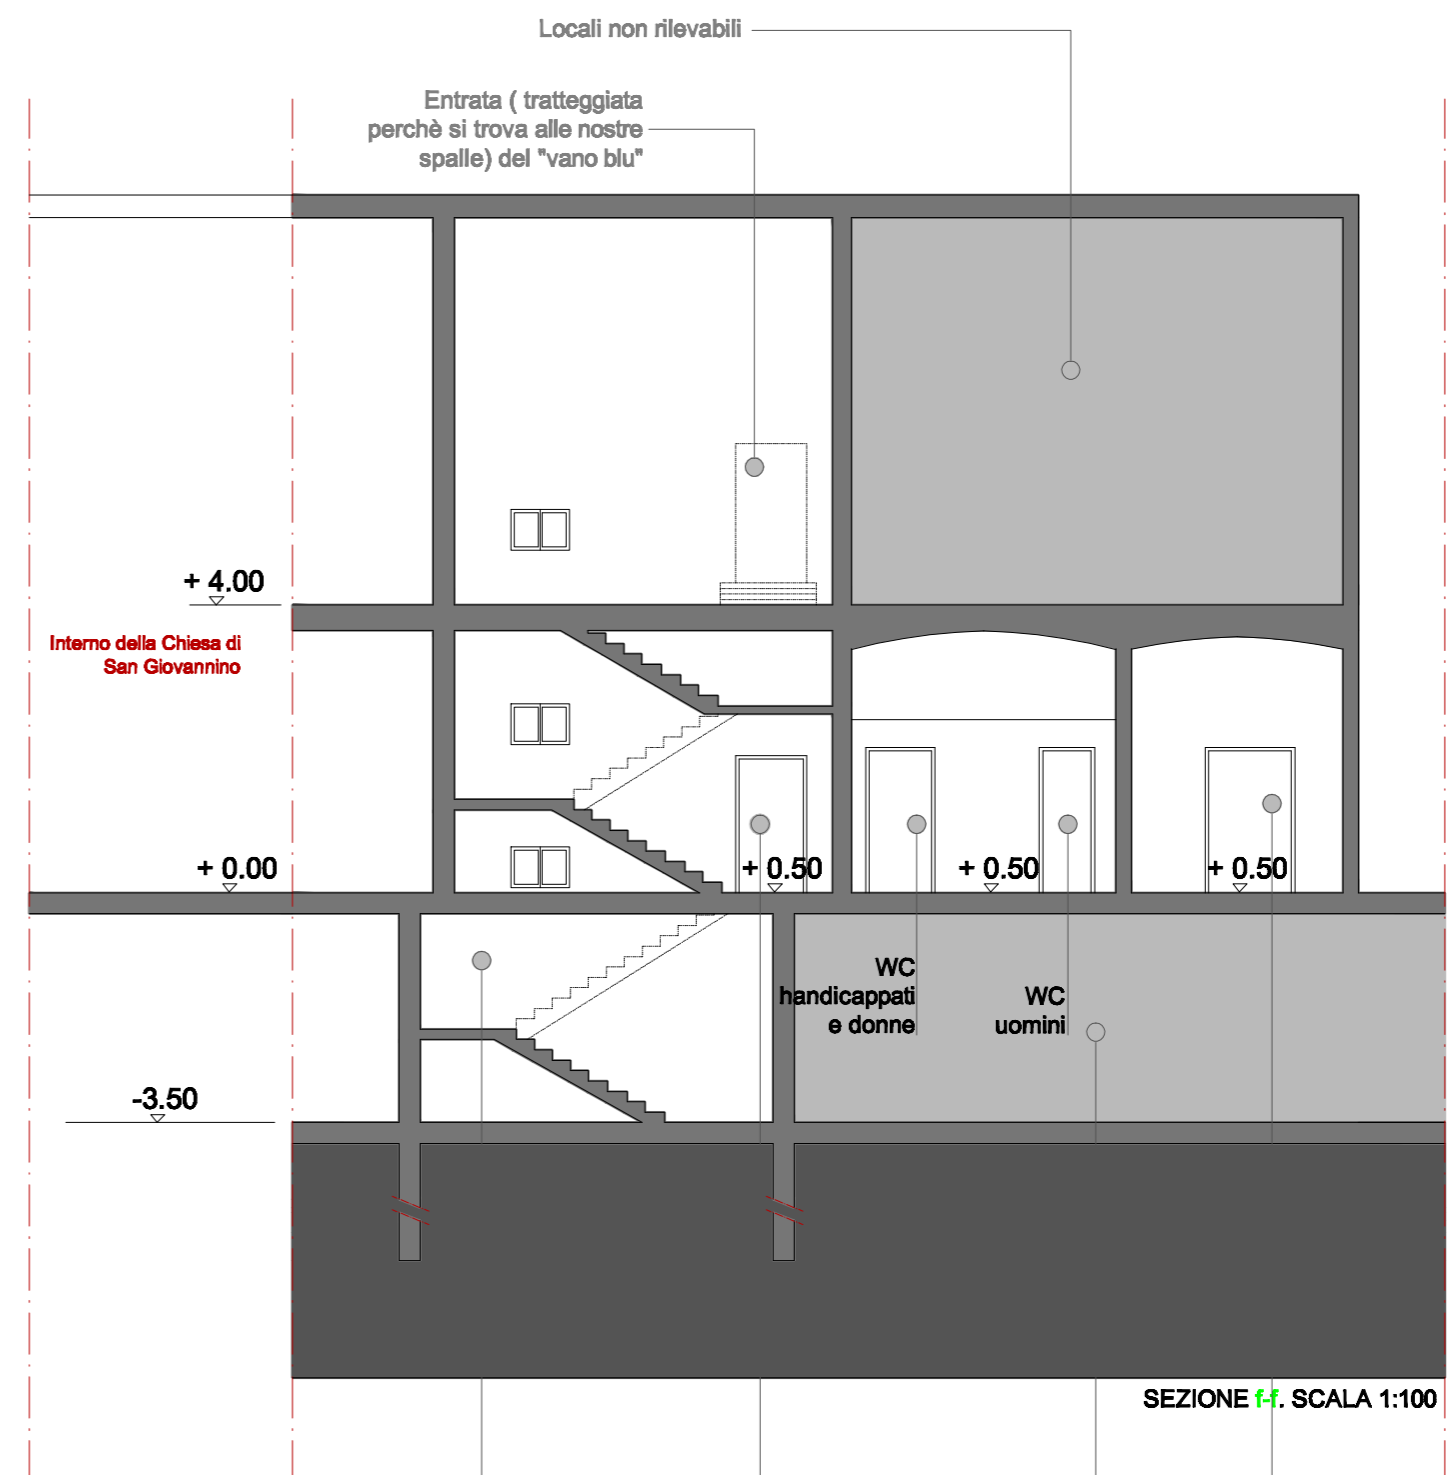 Locali non rilevabili
Entrata ( tratteggiata
perchè si trova alle nostre
spalle) del "vano blu"
+ 4.00
Interno della Chiesa di
San Giovannino
+ 0.00
+ 0.50
+ 0.50
+ 0.50
WC
handicappati
e donne
WC
uomini
-3.50
SEZIONE f-f. SCALA 1:100